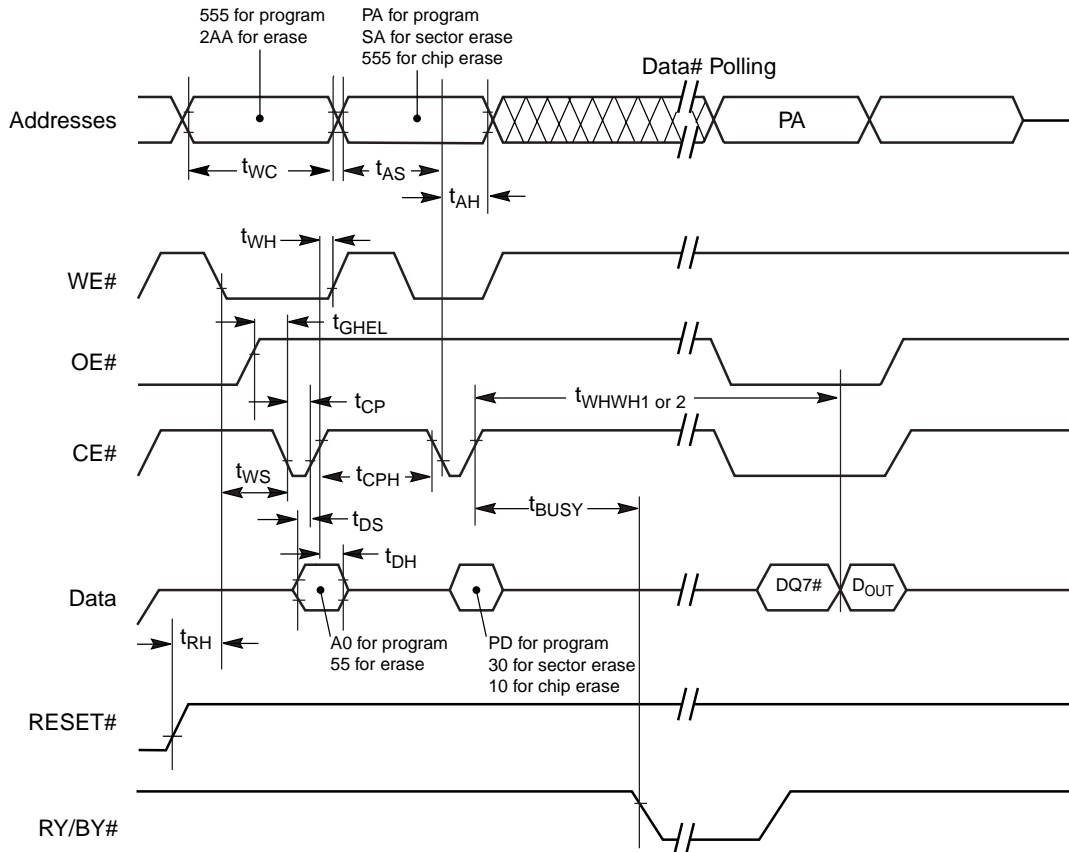 555 for program
2AA for erase
PA for program
SA for sector erase
555 for chip erase
Data# Polling
Addresses
PA
tWC
tAS
tAH
tWH
WE#
tGHEL
OE#
tCP
tWHWH1 or 2
CE#
tWS
tCPH
tBUSY
tDS
tDH
Data
DQ7#
DOUT
tRH
A0 for program
55 for erase
PD for program
30 for sector erase
10 for chip erase
RESET#
RY/BY#